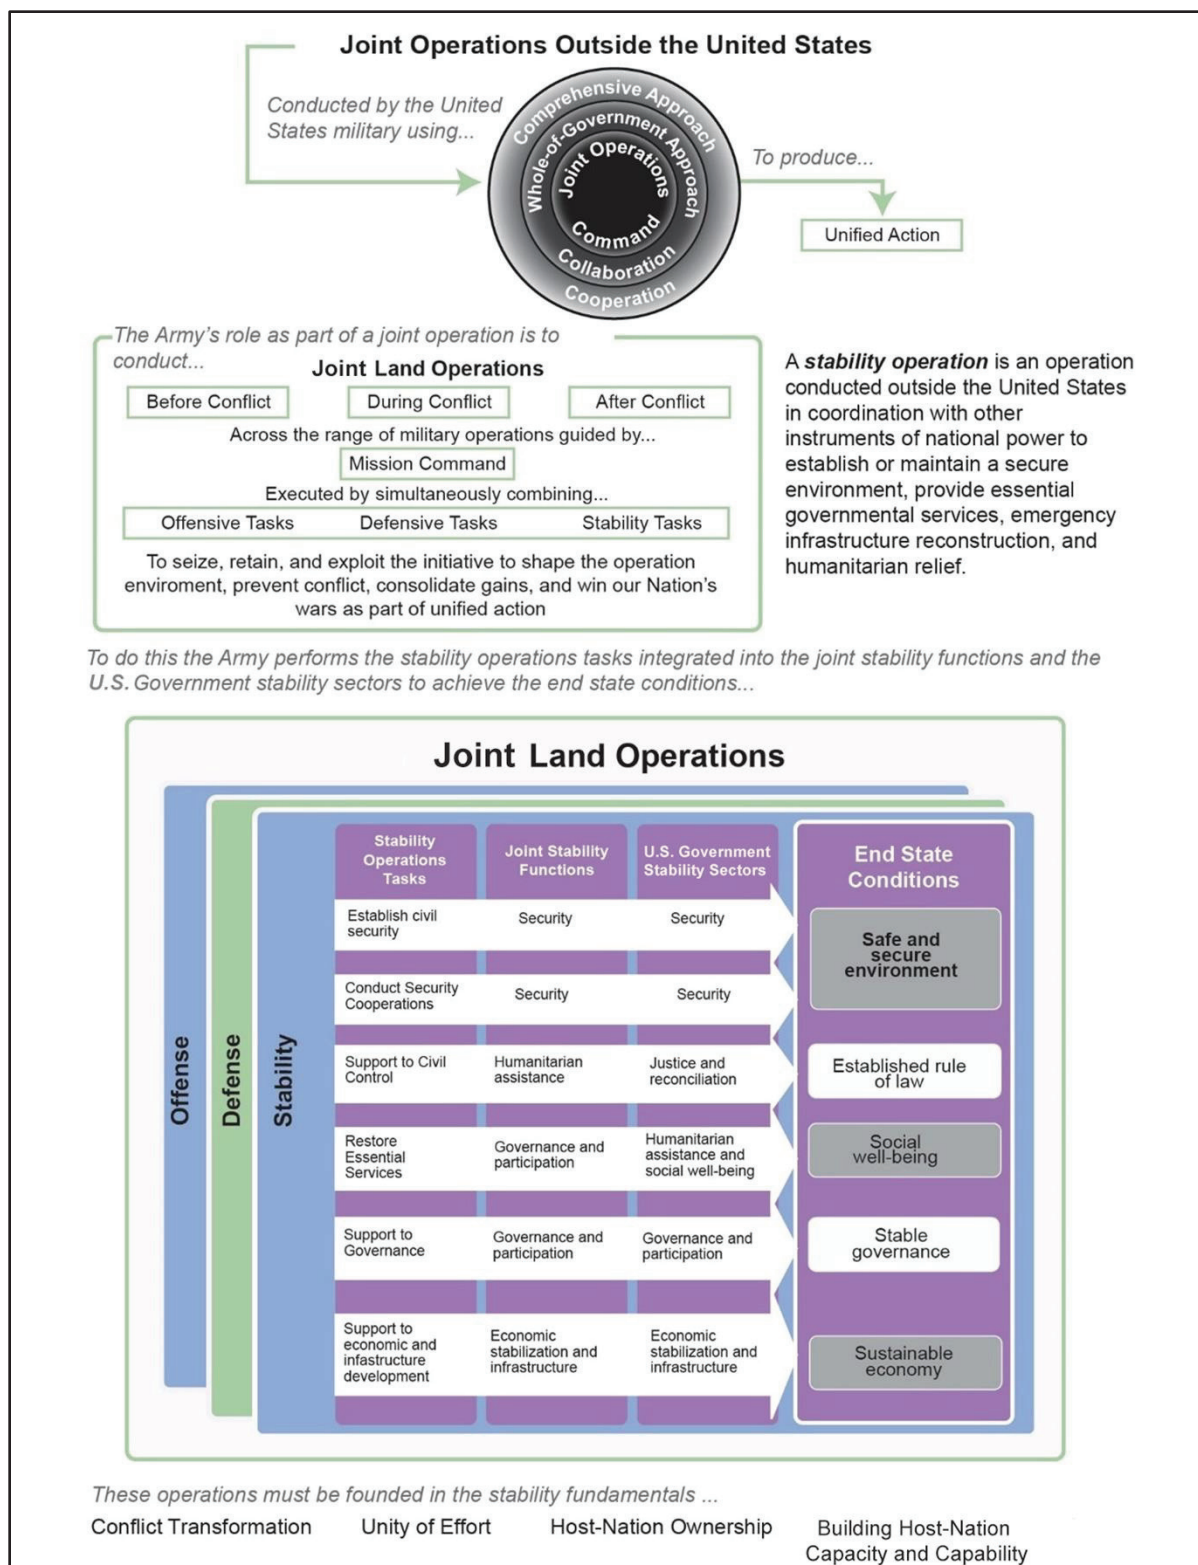 Joint Operations Outside the United States
Conducted by the United
States military using...
Comprehensive Approach
Whole-of-Government Approach
Joint Operations
Command
Collaboration
Cooperation
To produce...
Unified Action
The Army's role as part of a joint operation is to
conduct...
Joint Land Operations
Before Conflict
During Conflict
After Conflict
Across the range of military operations guided by...
Mission Command
Executed by simultaneously combining...
Offensive Tasks
Defensive Tasks
Stability Tasks
To seize, retain, and exploit the initiative to shape the operation
enviroment, prevent conflict, consolidate gains, and win our Nation's
wars as part of unified action
A stability operation is an operation
conducted outside the United States
in coordination with other
instruments of national power to
establish or maintain a secure
environment, provide essential
governmental services, emergency
infrastructure reconstruction, and
humanitarian relief.
To do this the Army performs the stability operations tasks integrated into the joint stability functions and the
U.S. Government stability sectors to achieve the end state conditions...
Joint Land Operations
Offense
Defense
Stability
Stability
Operations
Tasks
Joint Stability
Functions
U.S. Government
Stability Sectors
End State
Conditions
Establish civil
security
Security
Security
Safe and
secure
environment
Conduct Security
Cooperations
Security
Security
Support to Civil
Control
Humanitarian
assistance
Justice and
reconciliation
Established rule
of law
Restore
Essential
Services
Governance and
participation
Humanitarian
assistance and
social well-being
Social
well-being
Support to
Governance
Governance and
participation
Governance and
participation
Stable
governance
Support to
economic and
infastructure
development
Economic
stabilization and
infrastructure
Economic
stabilization and
infrastructure
Sustainable
economy
These operations must be founded in the stability fundamentals ...
Conflict Transformation
Unity of Effort
Host-Nation Ownership
Building Host-Nation
Capacity and Capability